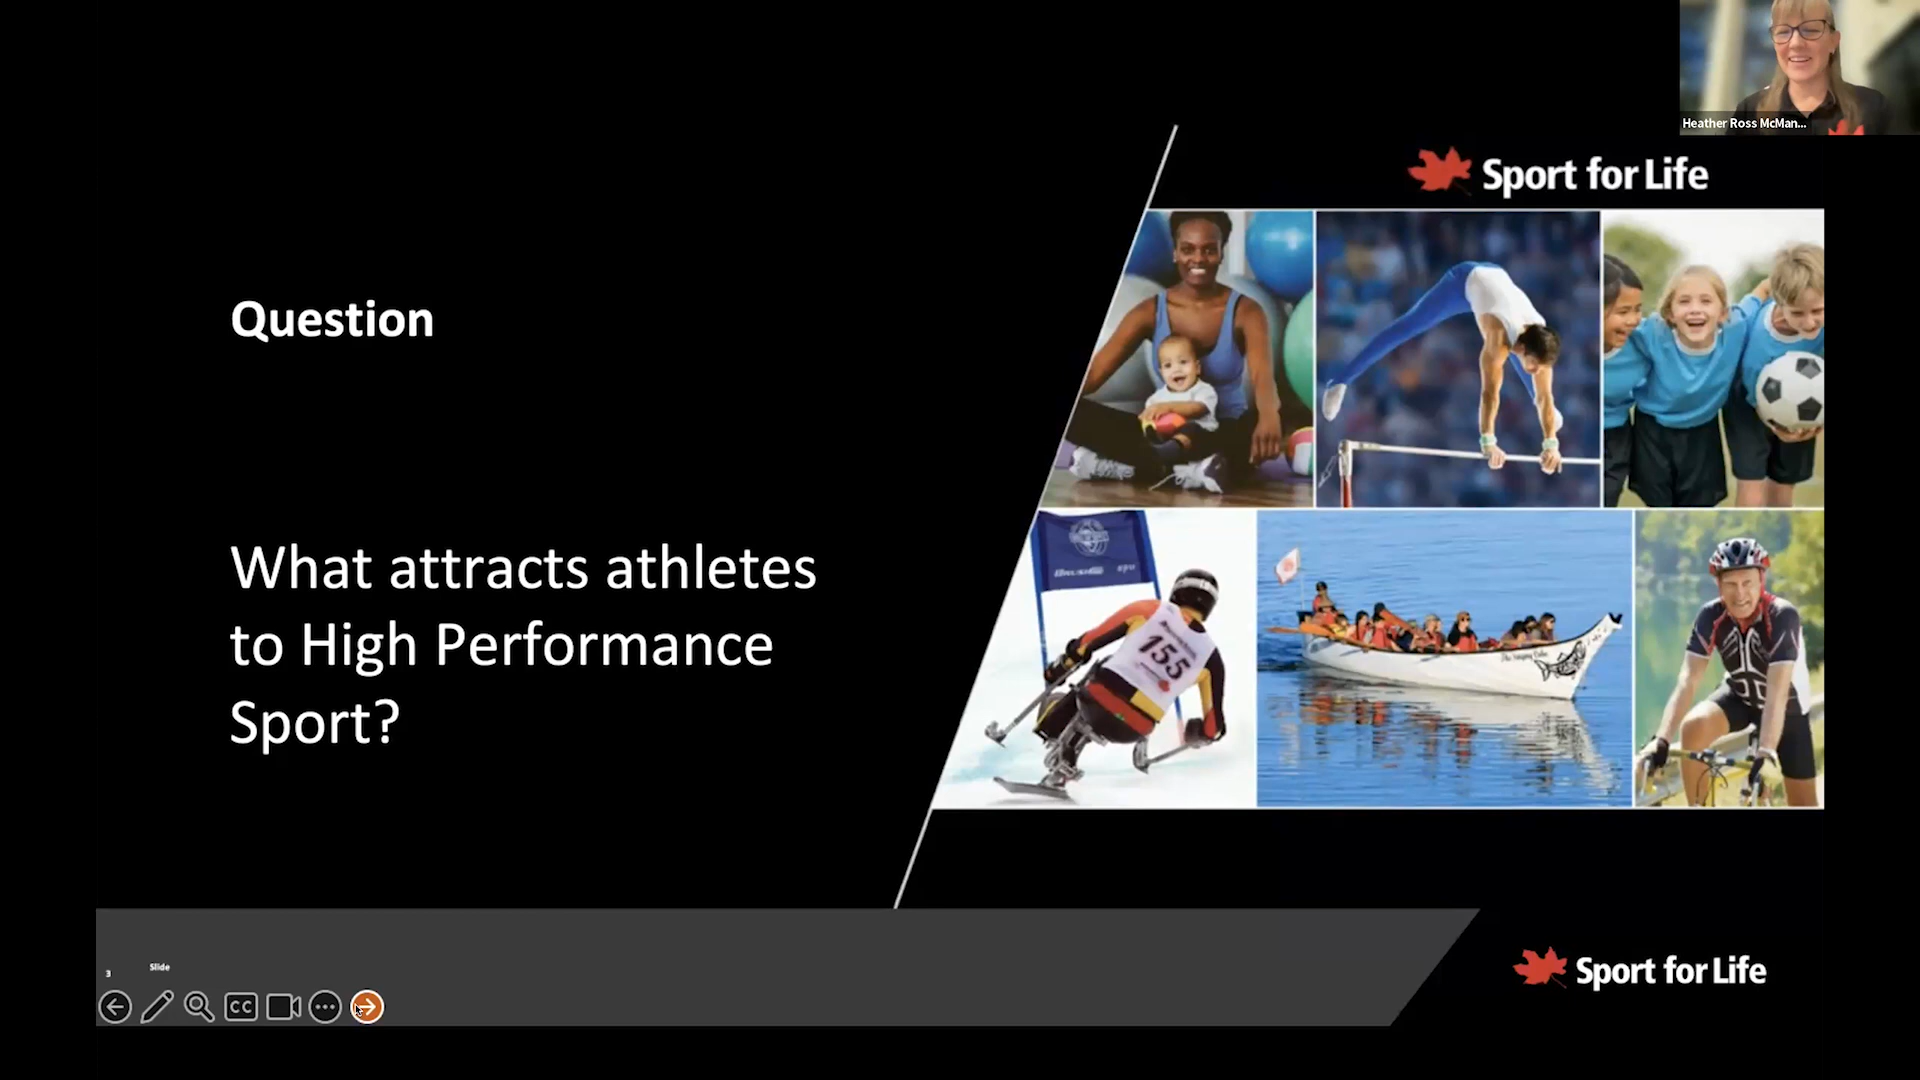 Heather Ross McMan...
Sport for Life
Question
What attracts athletes
to High Performance
Sport?
155
3
Slide
CC
Sport for Life